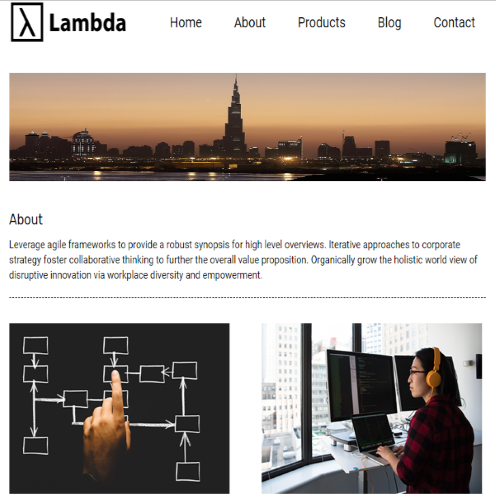 λ Lambda
Home About Products Blog Contact
About
Leverage agile frameworks to provide a robust synopsis for high level overviews. Iterative approaches to corporate
strategy foster collaborative thinking to further the overall value proposition. Organically grow the holistic world view of
disruptive innovation via workplace diversity and empowerment.